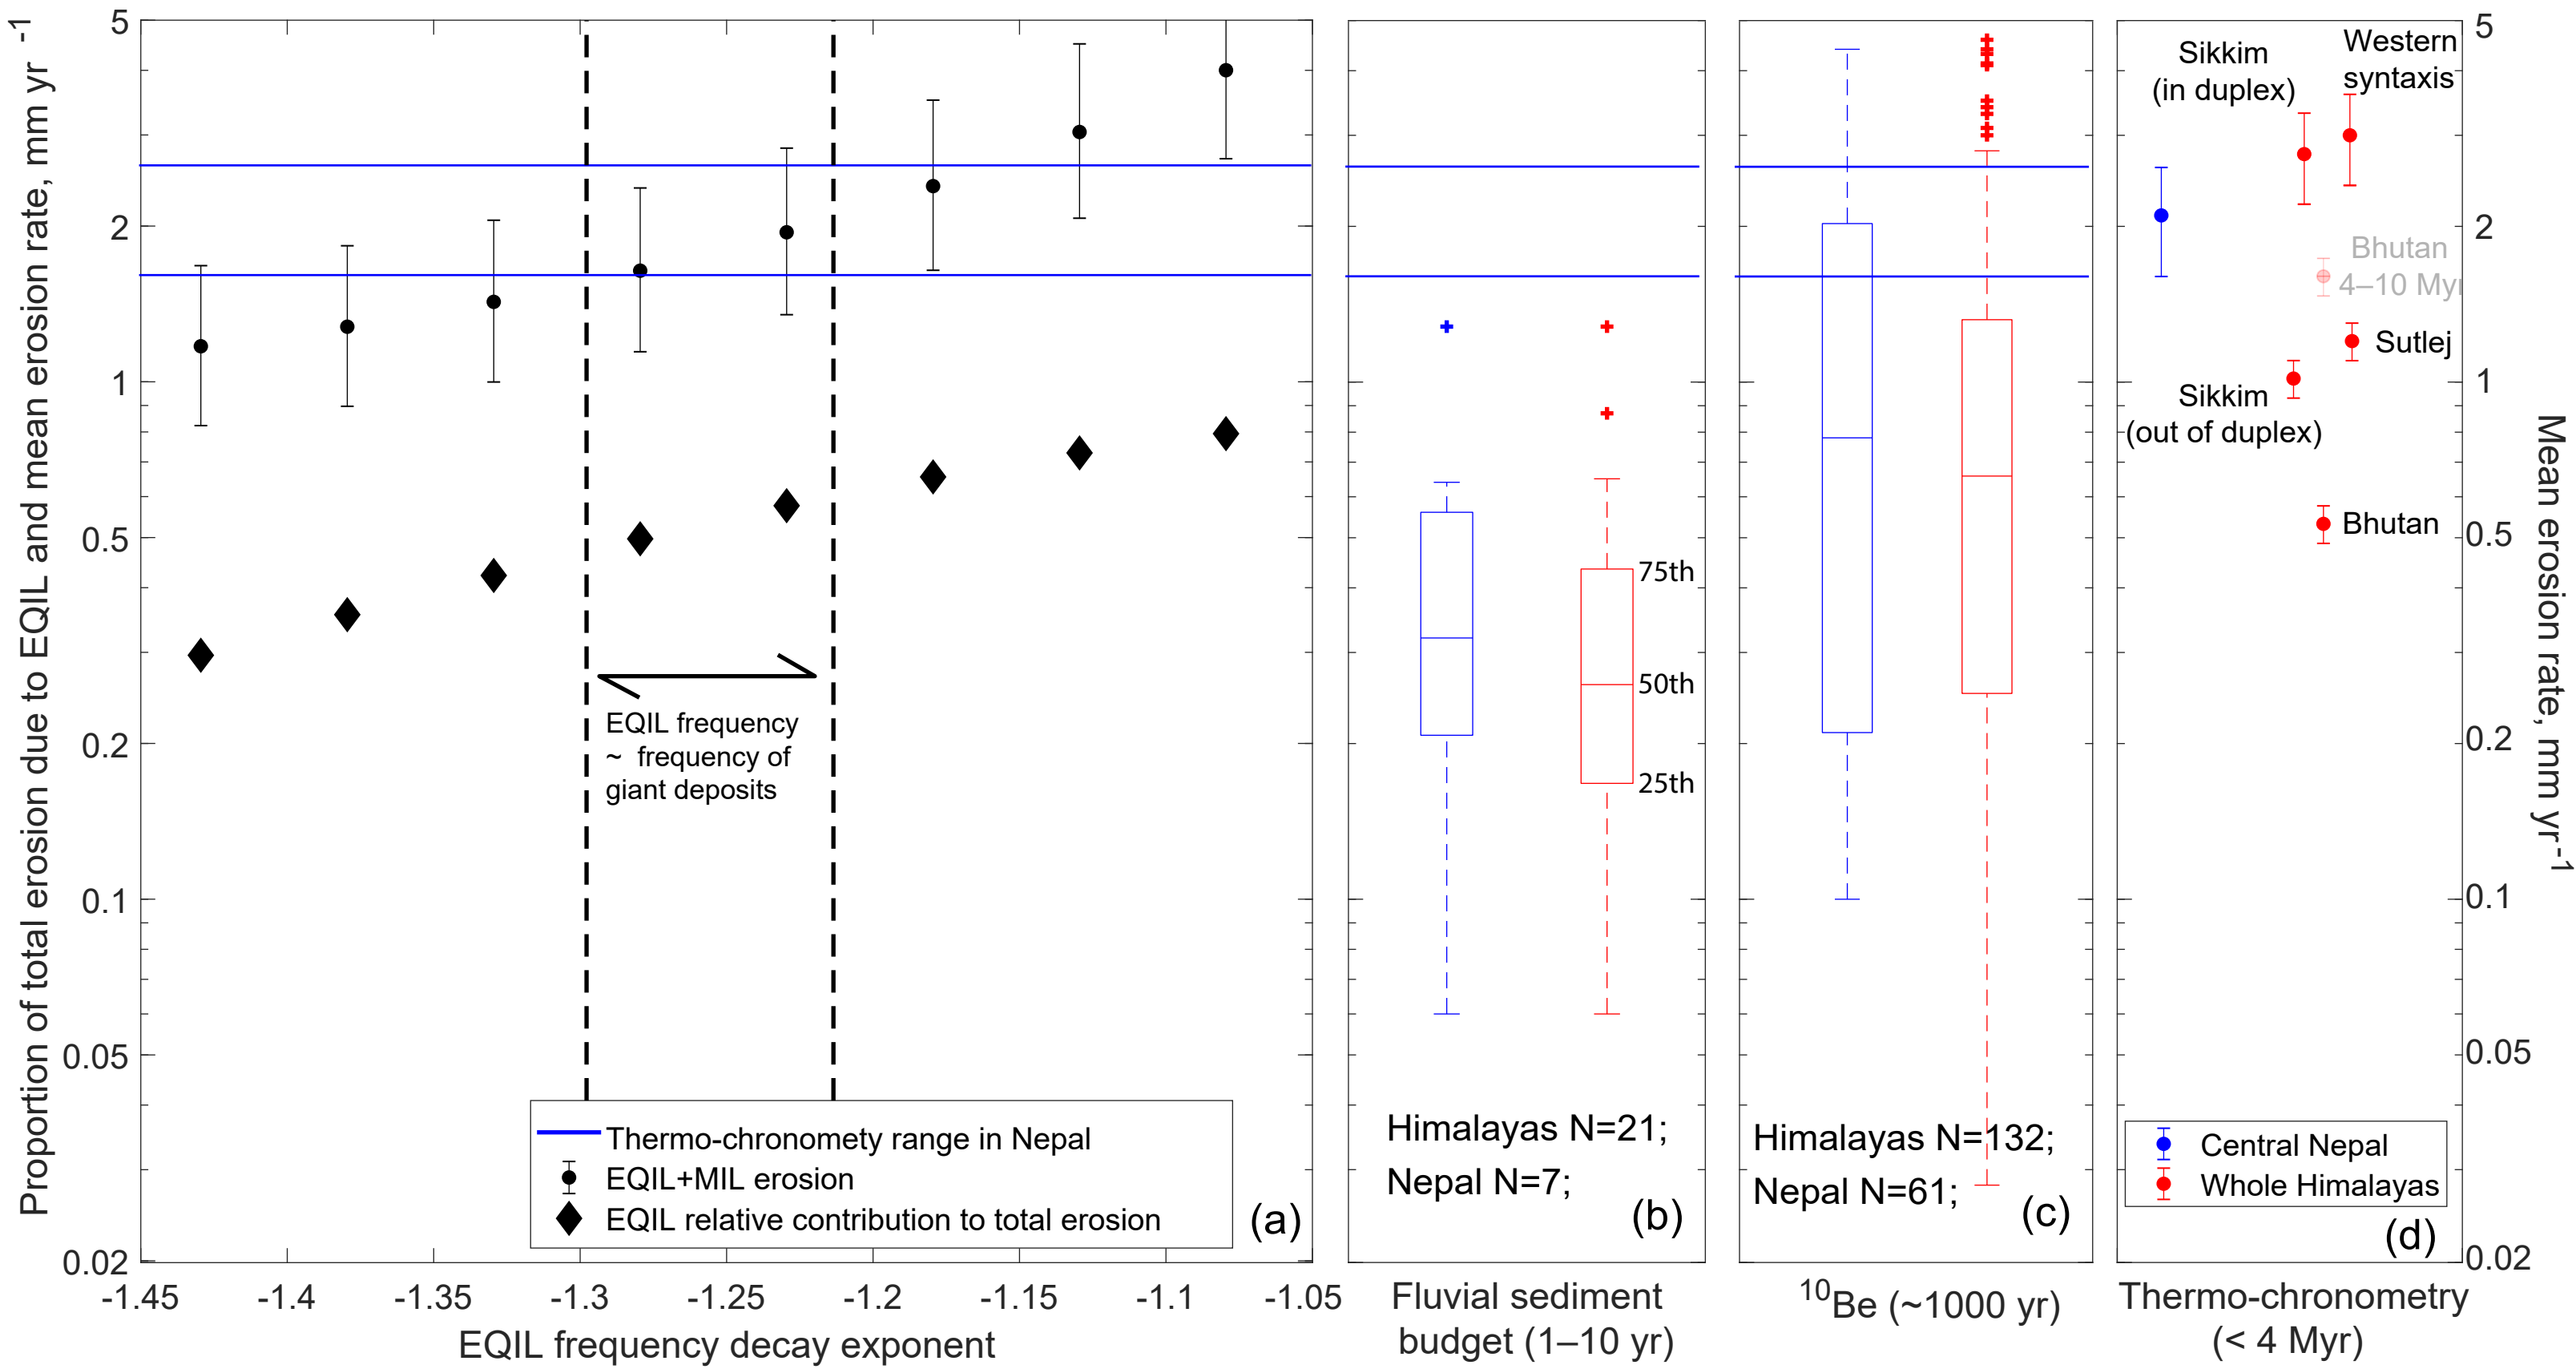 Proportion of total erosion due to EQIL and mean erosion rate, mm yr -1
5
2
1
0.5
0.2
0.1
0.05
0.02
-1.45
-1.4
-1.35
-1.3
-1.25
-1.2
-1.15
-1.1
-1.05
EQIL frequency decay exponent
EQIL frequency
~ frequency of
giant deposits
Thermo-chronomety range in Nepal
EQIL+MIL erosion
EQIL relative contribution to total erosion
(a)
75th
50th
25th
Himalayas N=21;
Nepal N=7;
(b)
Fluvial sediment
budget (1–10 yr)
Himalayas N=132;
Nepal N=61;
(c)
10Be (~1000 yr)
Sikkim
(in duplex)
Western
syntaxis
Bhutan
4–10 Myr
Sutlej
Sikkim
(out of duplex)
Bhutan
Central Nepal
Whole Himalayas
(d)
Thermo-chronometry
(< 4 Myr)
5
2
1
0.5
0.2
0.1
0.05
0.02
Mean erosion rate, mm yr-1